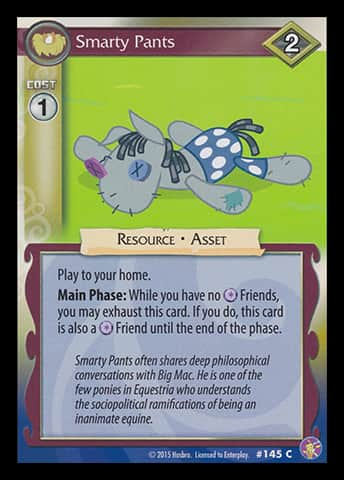 Smarty Pants
2
COST
1
RESOURCE • ASSET
Play to your home.
Main Phase: While you have no Friends,
you may exhaust this card. If you do, this card
is also a Friend until the end of the phase.
Smarty Pants often shares deep philosophical
conversations with Big Mac. He is one of the
few ponies in Equestria who understands
the sociopolitical ramifications of being an
inanimate equine.
© 2015 Hasbro. Licensed to Enterplay. #145 C